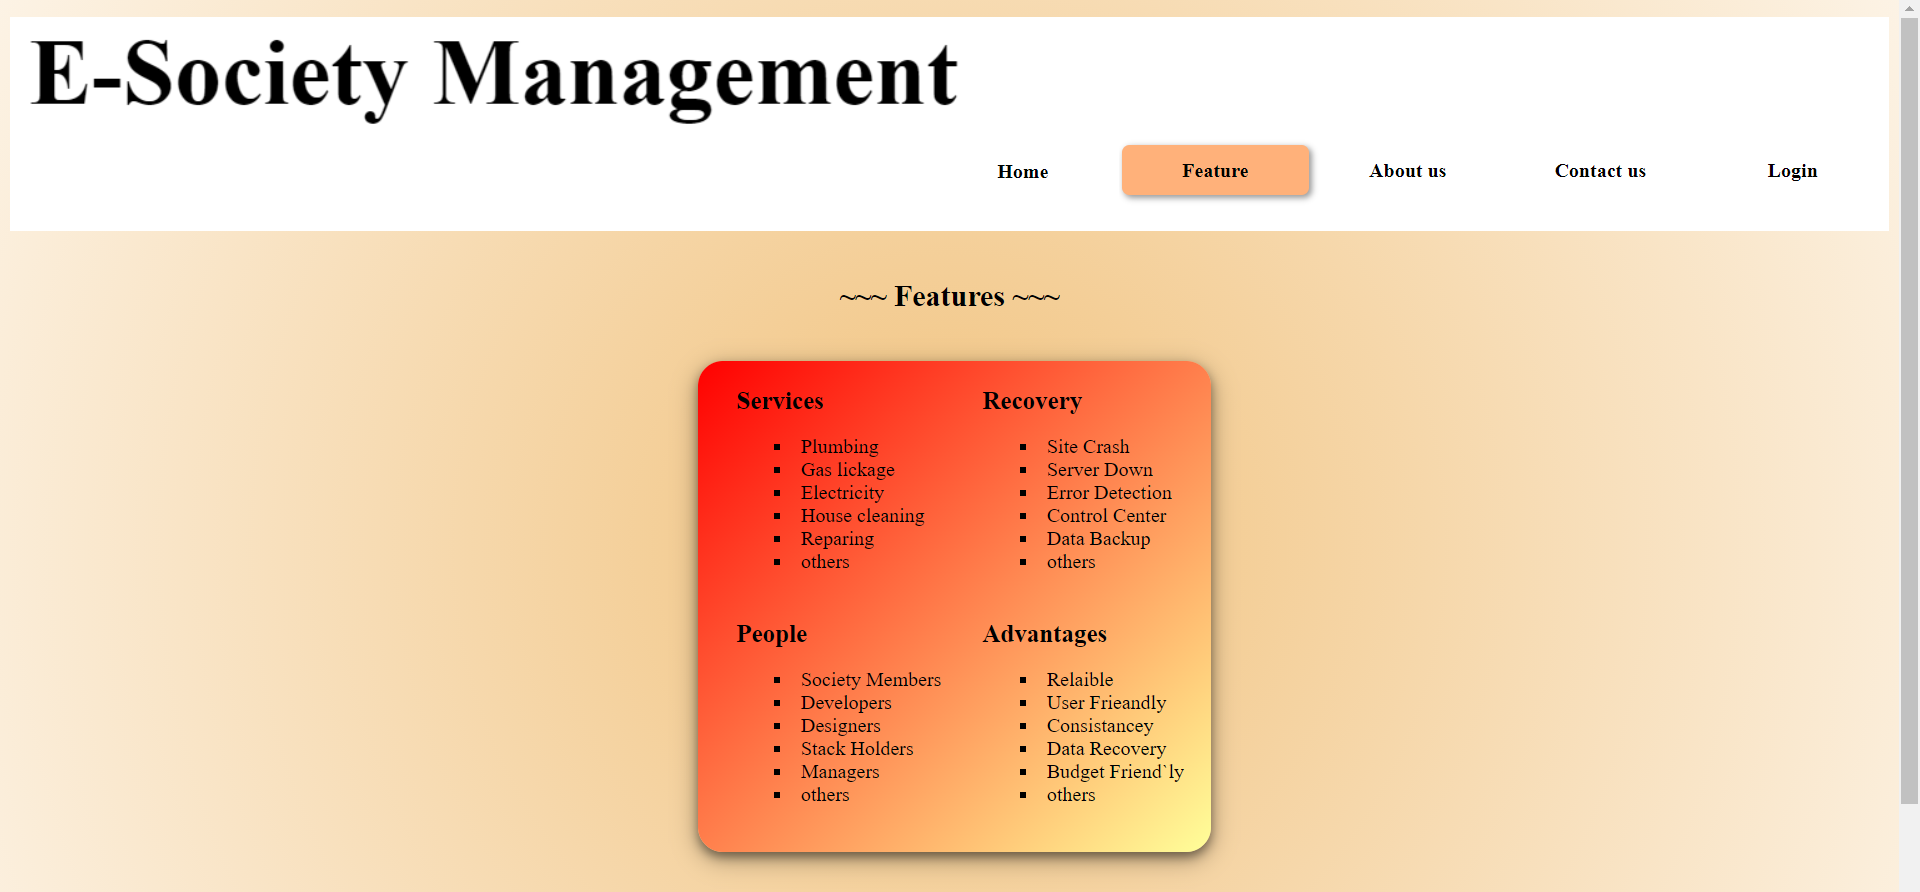 E-Society Management
Home Feature About us Contact us Login
~~~ Features ~~~
Services
Plumbing
Gas lickage
Electricity
House cleaning
Reparing
others
Recovery
Site Crash
Server Down
Error Detection
Control Center
Data Backup
others
People
Society Members
Developers
Designers
Stack Holders
Managers
others
Advantages
Relaible
User Frieandly
Consistancey
Data Recovery
Budget Friend`ly
others